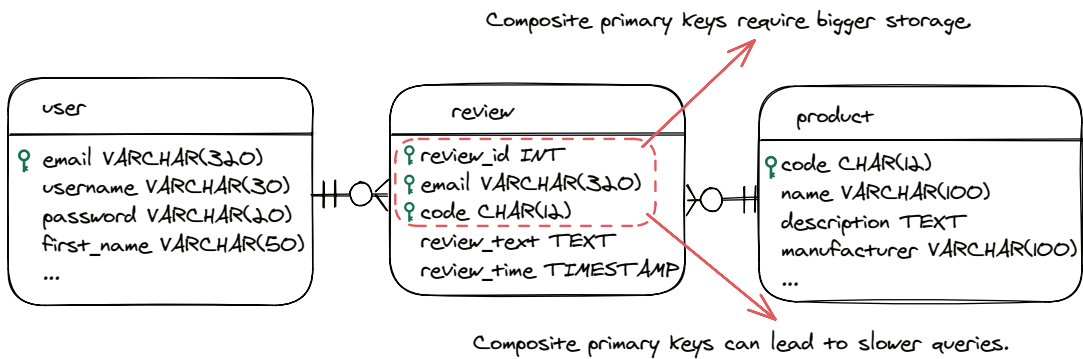 Composite primary keys require bigger storage.
user
email VARCHAR(320)
username VARCHAR(30)
password VARCHAR(20)
first_name VARCHAR(50)
...
review
review_id INT
email VARCHAR(320)
code CHAR(12)
review_text TEXT
review_time TIMESTAMP
product
code CHAR(12)
name VARCHAR(100)
description TEXT
manufacturer VARCHAR(100)
...
Composite primary keys can lead to slower queries.